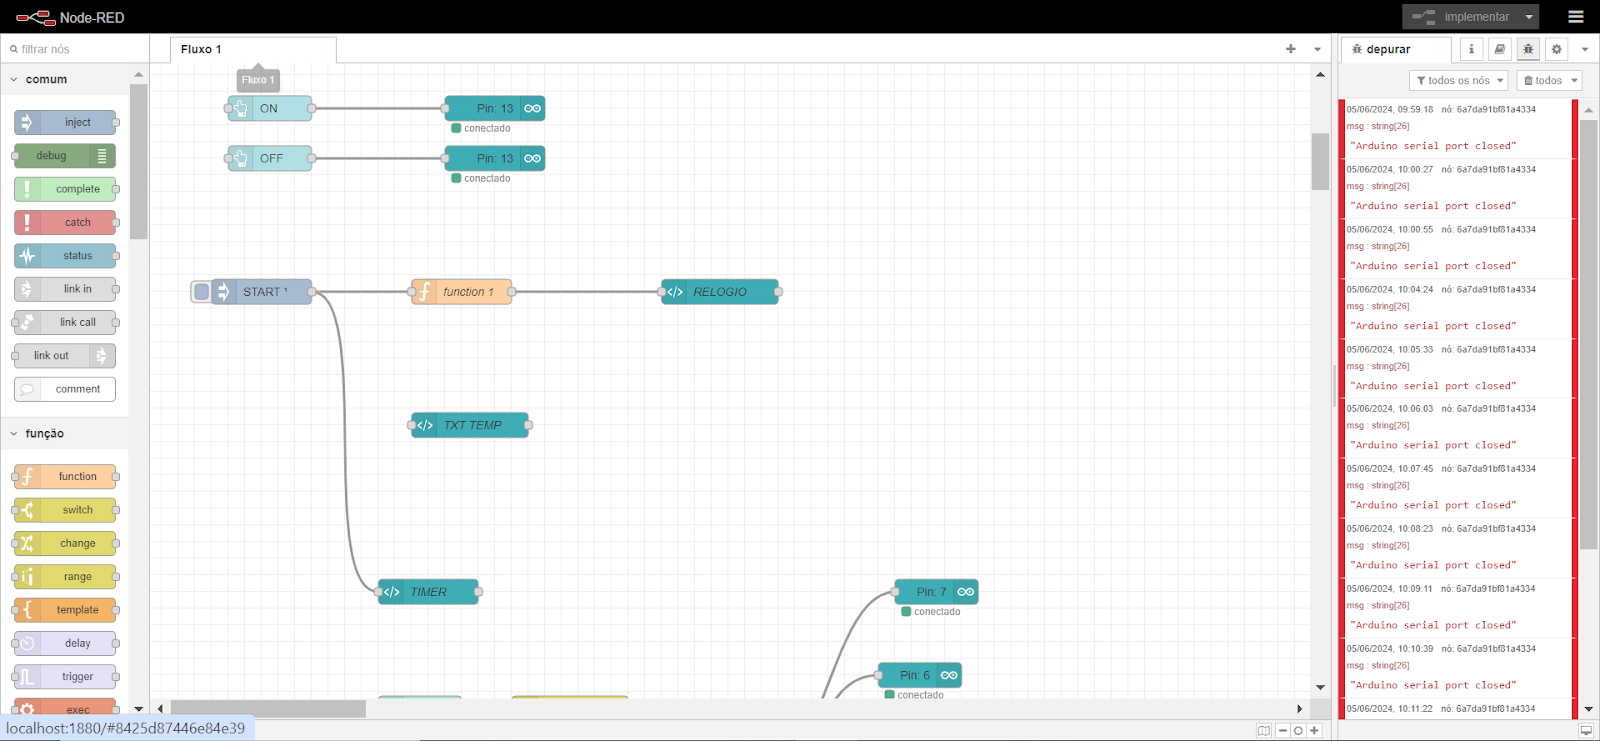 Node-RED
Implementar
filtrar nós
Fluxo 1
depurar
Fluxo 1
todos os nós
todos
comum
inject
debug
complete
catch
status
link in
link call
link out
comment
função
function
switch
change
range
template
delay
trigger
exec
ON
Pin: 13
conectado
OFF
Pin: 13
conectado
START ¹
function 1
RELOGIO
TXT TEMP
TIMER
Pin: 7
conectado
Pin: 6
conectado
05/06/2024, 09:59:18 nó: 6a7da91bf81a4334
msg : string[26]
"Arduino serial port closed"
05/06/2024, 10:00:27 nó: 6a7da91bf81a4334
msg : string[26]
"Arduino serial port closed"
05/06/2024, 10:00:55 nó: 6a7da91bf81a4334
msg : string[26]
"Arduino serial port closed"
05/06/2024, 10:04:24 nó: 6a7da91bf81a4334
msg : string[26]
"Arduino serial port closed"
05/06/2024, 10:05:33 nó: 6a7da91bf81a4334
msg : string[26]
"Arduino serial port closed"
05/06/2024, 10:06:03 nó: 6a7da91bf81a4334
msg : string[26]
"Arduino serial port closed"
05/06/2024, 10:07:45 nó: 6a7da91bf81a4334
msg : string[26]
"Arduino serial port closed"
05/06/2024, 10:08:23 nó: 6a7da91bf81a4334
msg : string[26]
"Arduino serial port closed"
05/06/2024, 10:09:11 nó: 6a7da91bf81a4334
msg : string[26]
"Arduino serial port closed"
05/06/2024, 10:10:39 nó: 6a7da91bf81a4334
msg : string[26]
"Arduino serial port closed"
05/06/2024, 10:11:22 nó: 6a7da91bf81a4334
localhost:1880/#8425d87446e84e39